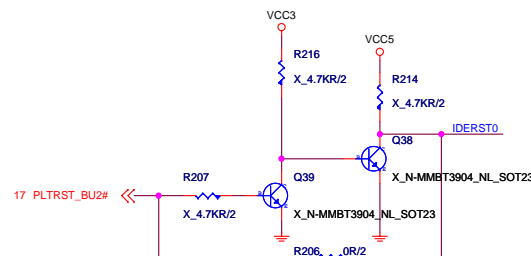 VCC3
VCC5
R216
X_4.7KR/2
R214
X_4.7KR/2
IDERST0
Q38
X_N-MMBT3904_NL_SOT23
R207
Q39
17 PLTRST_BU2#
X_4.7KR/2
X_N-MMBT3904_NL_SOT23
R206 0R/2